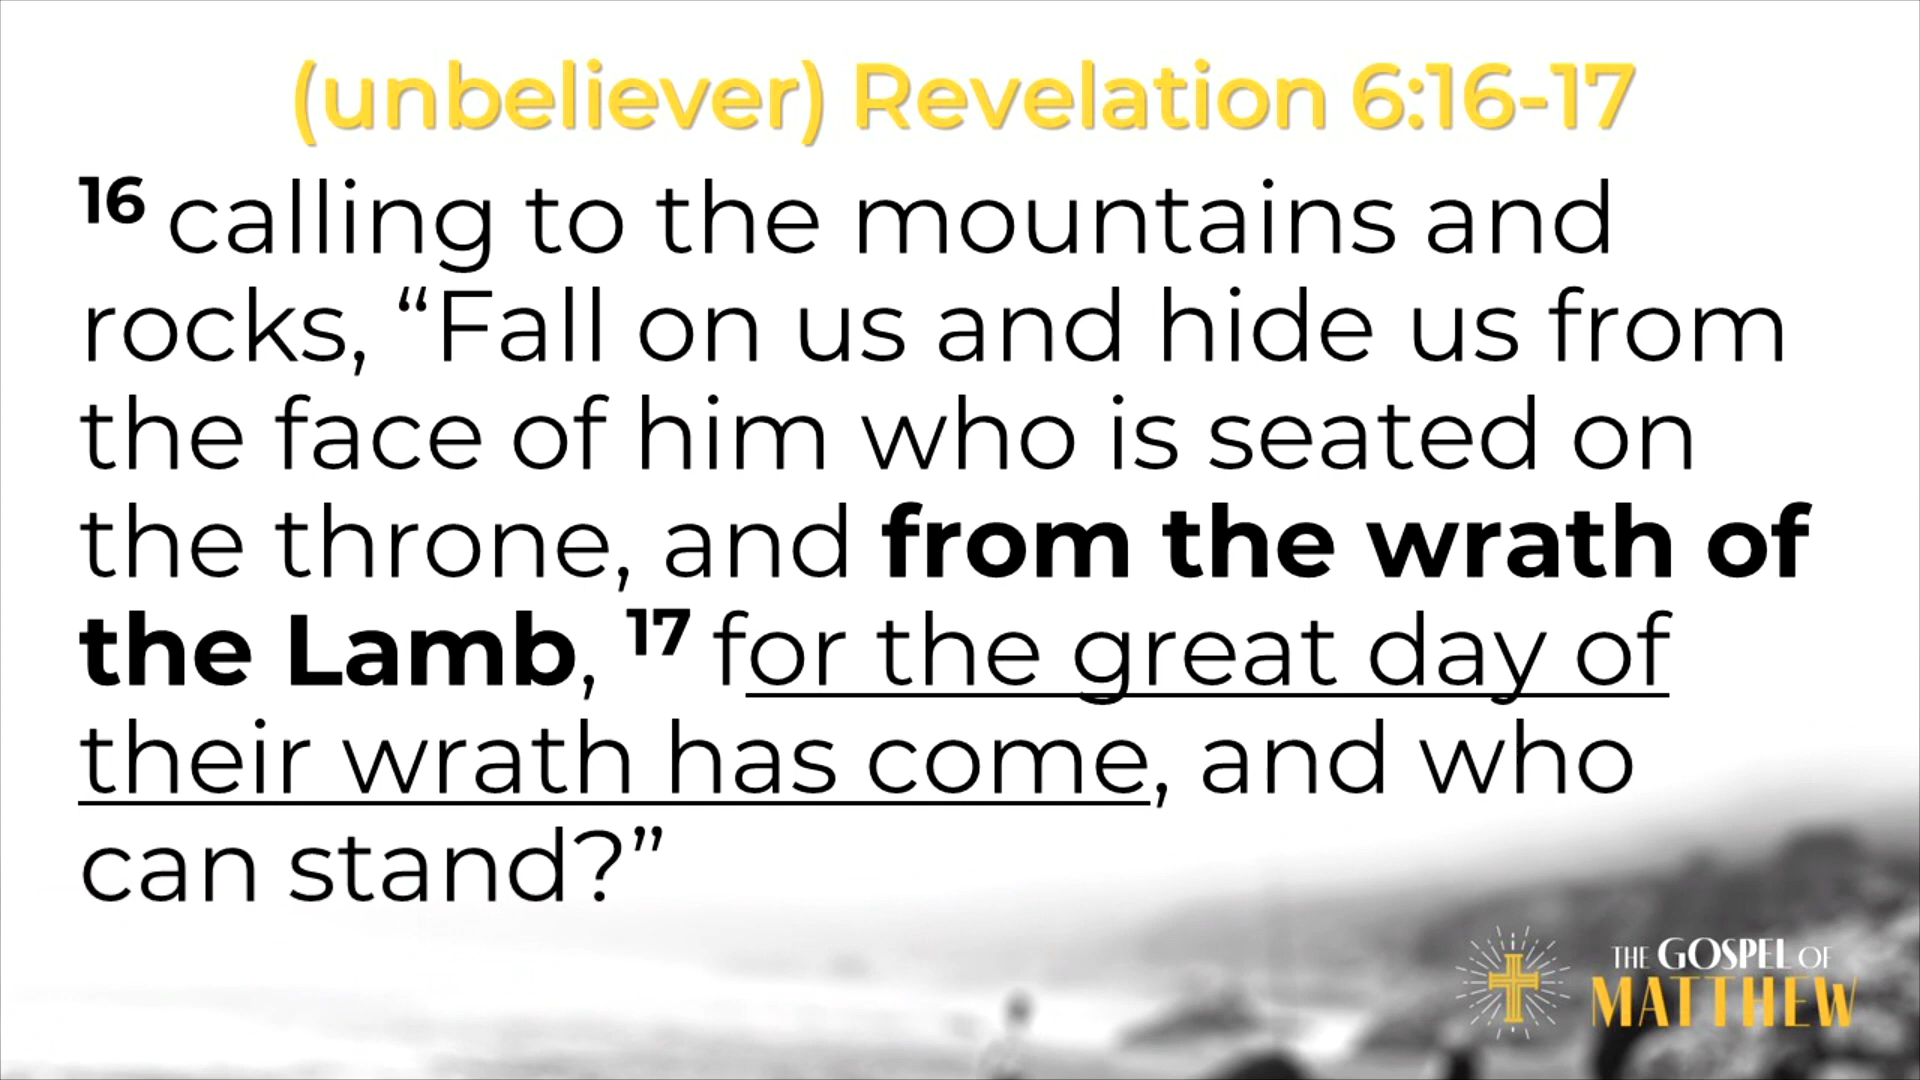 (unbeliever) Revelation 6:16-17
16 calling to the mountains and
rocks, “Fall on us and hide us from
the face of him who is seated on
the throne, and from the wrath of
the Lamb, 17 for the great day of
their wrath has come, and who
can stand?”
THE GOSPEL OF
MATTHEW